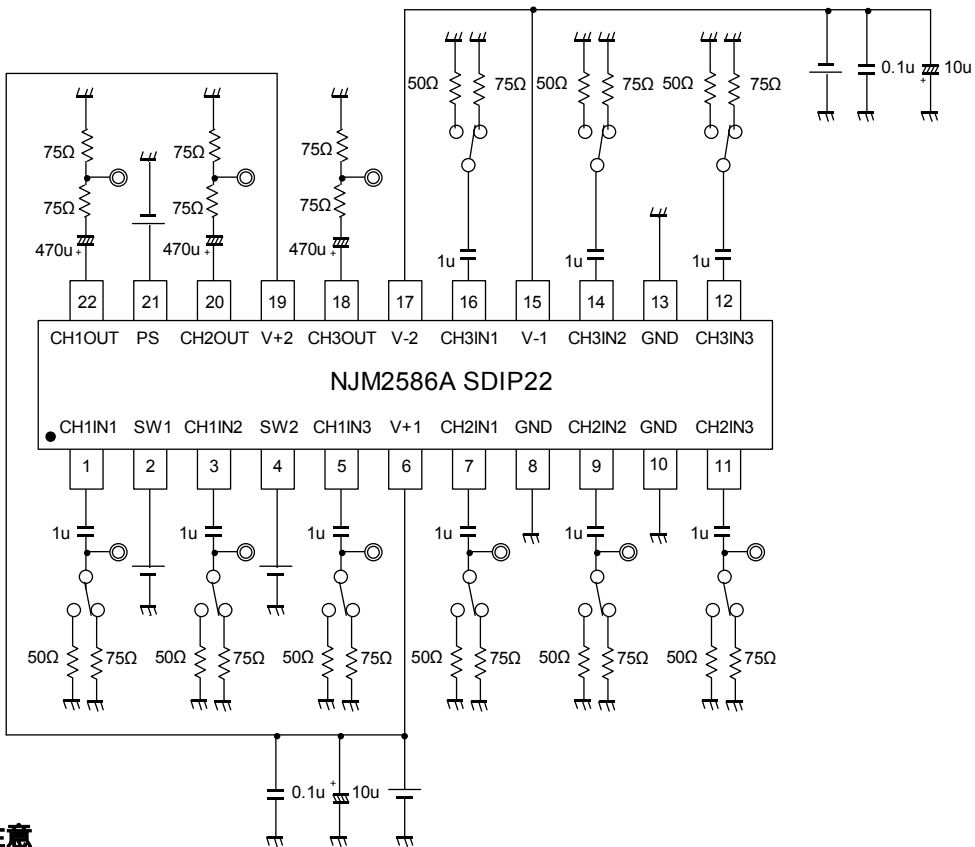 50Ω 75Ω 50Ω 75Ω 50Ω 75Ω 0.1u + 10u
75Ω 75Ω 75Ω
75Ω 75Ω 75Ω
470u + 470u + 470u + 1u 1u 1u
22 21 20 19 18 17 16 15 14 13 12
CH1OUT PS CH2OUT V+2 CH3OUT V-2 CH3IN1 V-1 CH3IN2 GND CH3IN3
NJM2586A SDIP22
CH1IN1 SW1 CH1IN2 SW2 CH1IN3 V+1 CH2IN1 GND CH2IN2 GND CH2IN3
1 2 3 4 5 6 7 8 9 10 11
1u 1u 1u 1u 1u 1u
50Ω 75Ω 50Ω 75Ω 50Ω 75Ω 50Ω 75Ω 50Ω 75Ω 50Ω 75Ω
0.1u + 10u
意